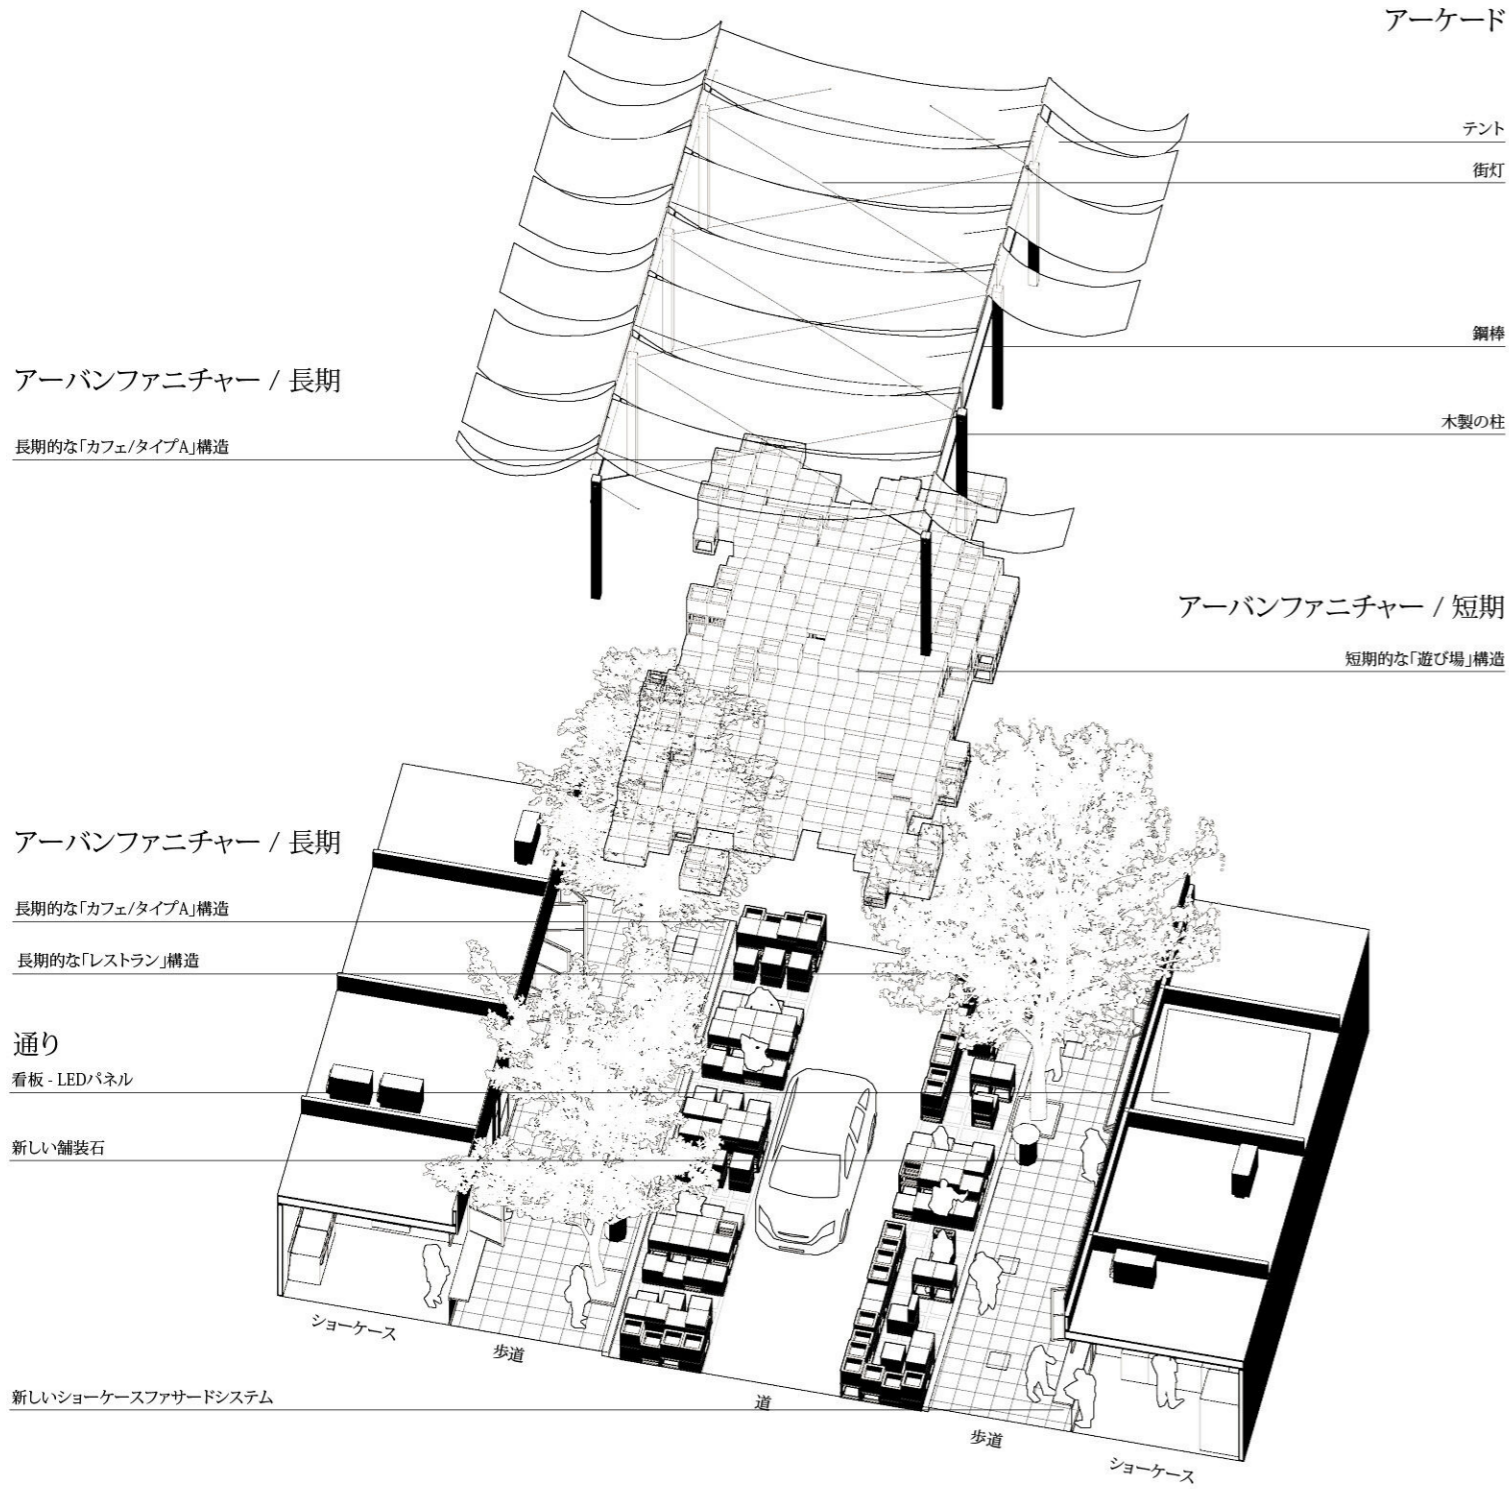 アーケード
テント
街灯
鋼棒
アーバンファニチャー / 長期
木製の柱
長期的な「カフェ/タイプA」構造
アーバンファニチャー / 短期
短期的な「遊び場」構造
アーバンファニチャー / 長期
長期的な「カフェ/タイプA」構造
長期的な「レストラン」構造
通り
看板 - LEDパネル
新しい舗装石
ショーケース
歩道
新しいショーケースファサードシステム
道
歩道
ショーケース